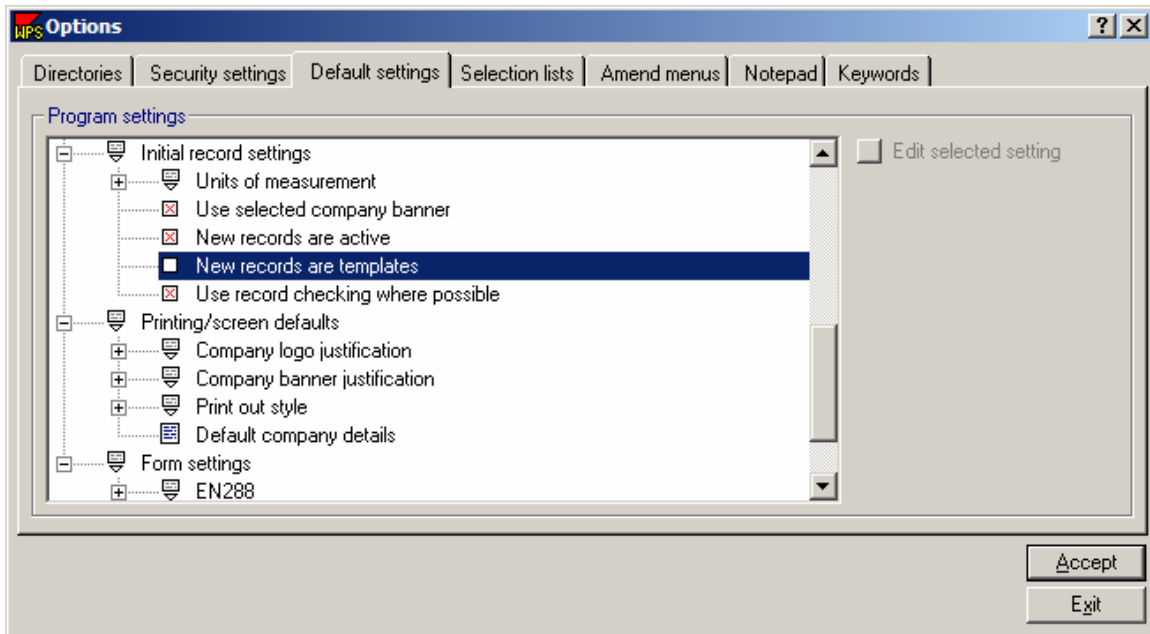 WPS Options
Directories Security settings Default settings Selection lists Amend menus Notepad Keywords
Program settings
Initial record settings
Edit selected setting
Units of measurement
Use selected company banner
New records are active
New records are templates
Use record checking where possible
Printing/screen defaults
Company logo justification
Company banner justification
Print out style
Default company details
Form settings
EN288
Accept
Exit